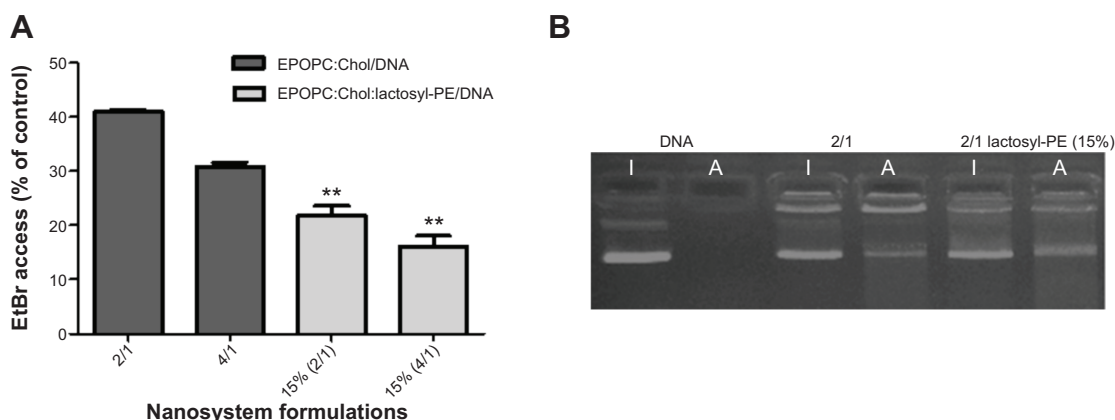 A
EtBr access (% of control)
50
40
30
20
10
0
EPOPC:Chol/DNA
EPOPC:Chol:lactosyl-PE/DNA
**
**
2/1
4/1
15% (2/1)
15% (4/1)
Nanosystem formulations
B
DNA 2/1 2/1 lactosyl-PE (15%)
I A I A I A